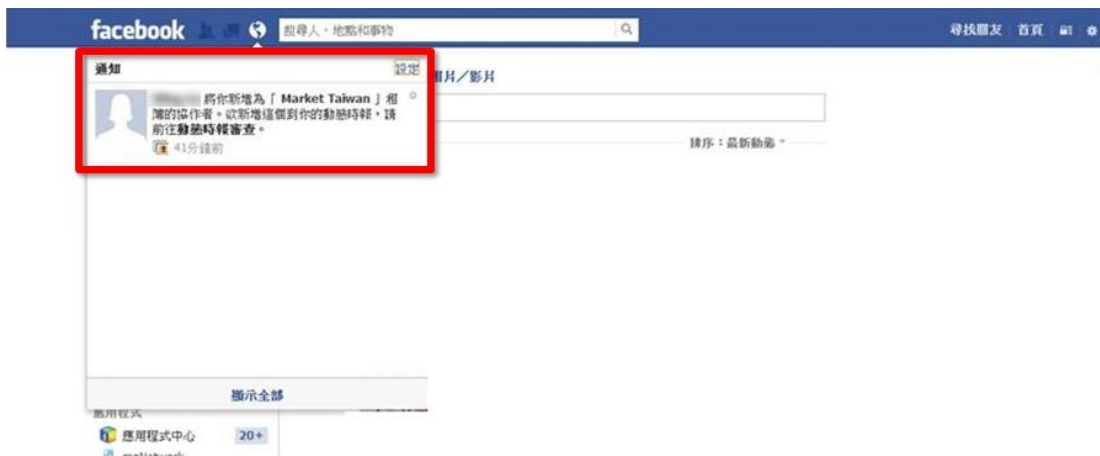 facebook
搜尋人、地點和事物
尋找朋友 首頁
通知 設定
相片／影片
將你新增為「 Market Taiwan 」相
簿的協作者。欲新增這個到你的動態時報，請
前往動態時報審查。
41分鐘前
排序：最新動態
顯示全部
應用程式
應用程式中心 20+